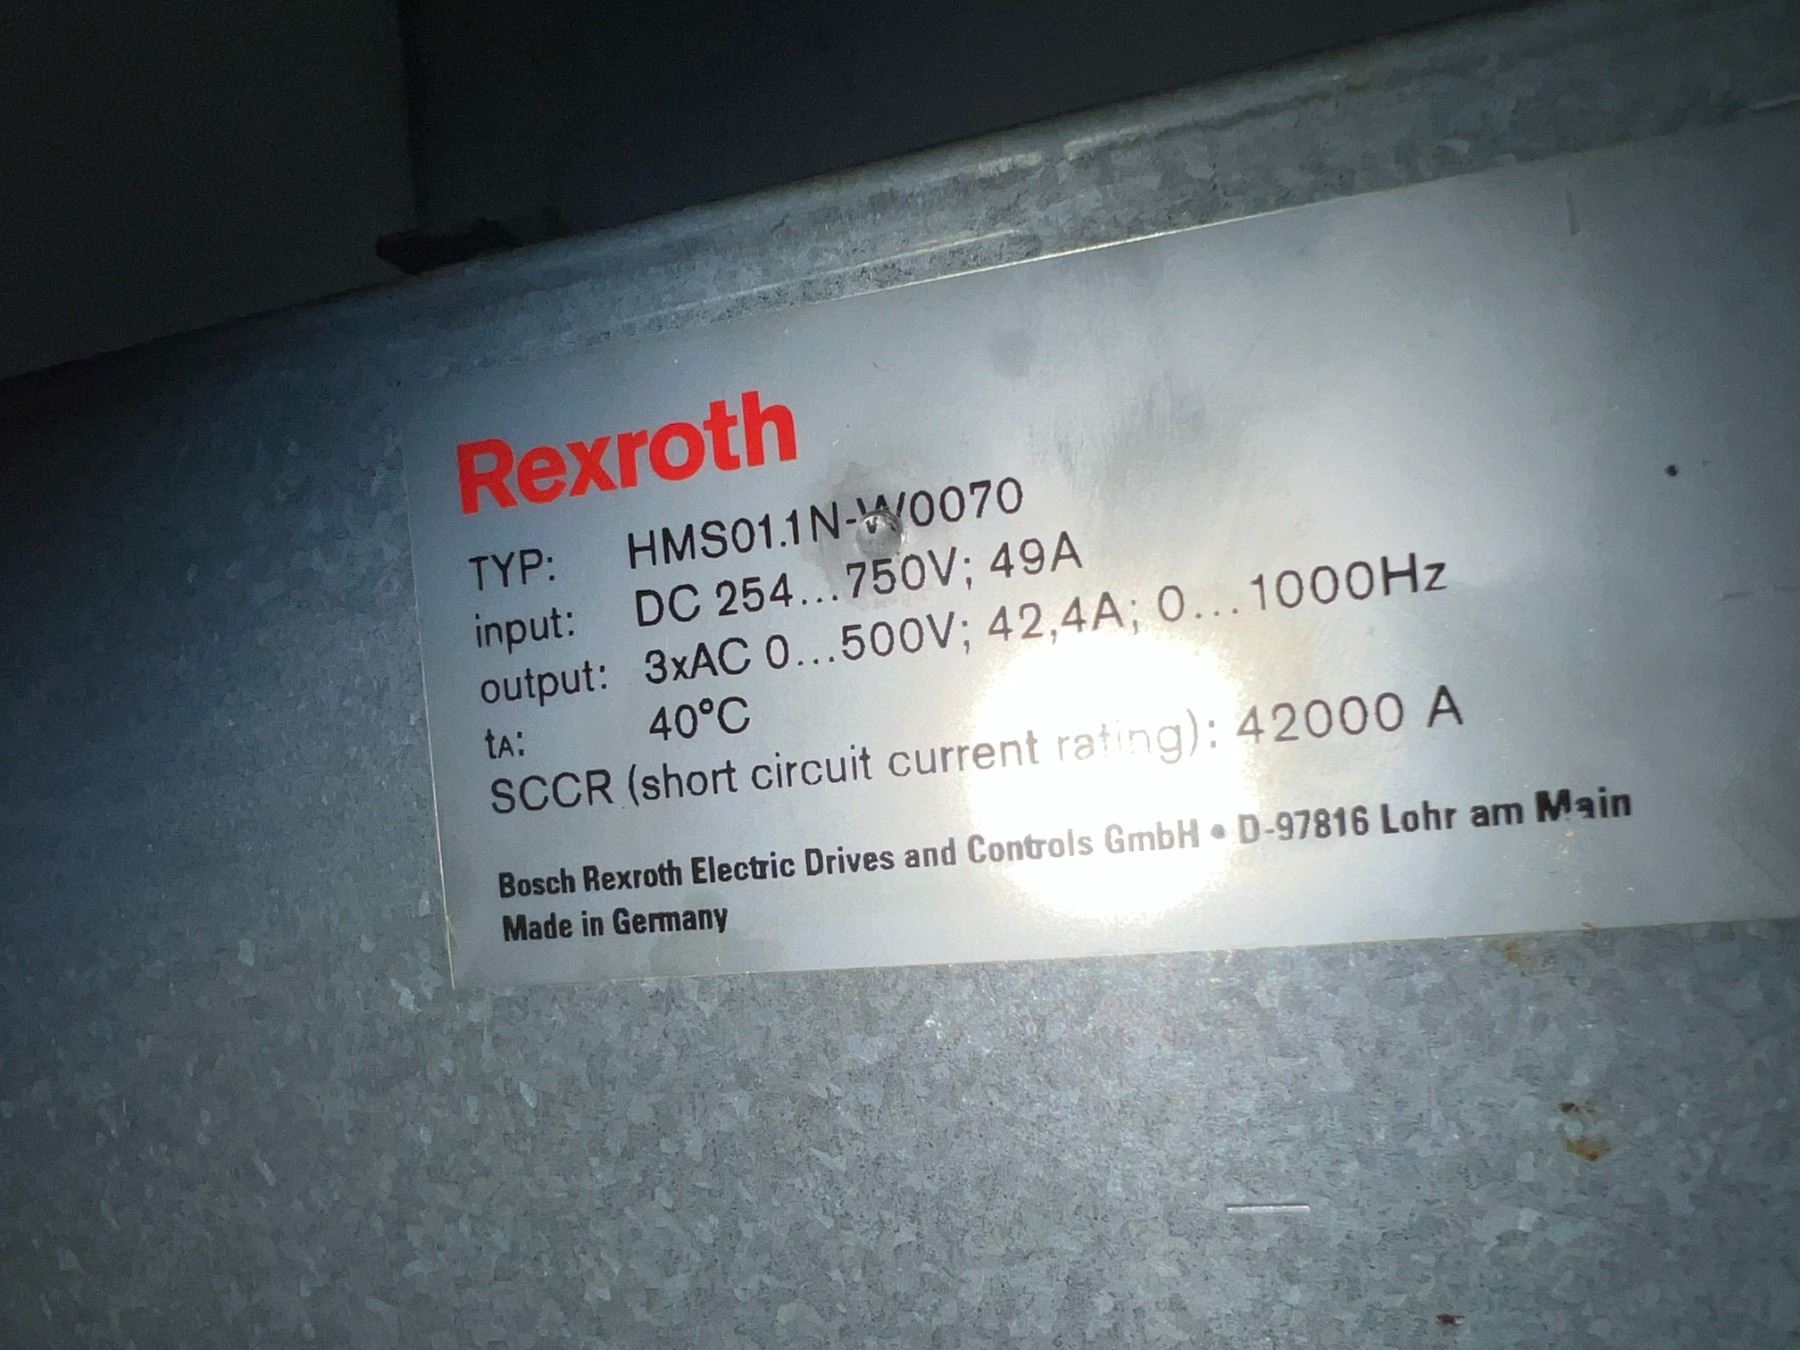 Rexroth
TYP: HMS01.1N-W0070
input: DC 254...750V; 49A
output: 3xAC 0...500V; 42,4A; 0...1000Hz
tA: 40°C
SCCR (short circuit current rating): 42000 A
Bosch Rexroth Electric Drives and Controls GmbH • D-97816 Lohr am Main
Made in Germany